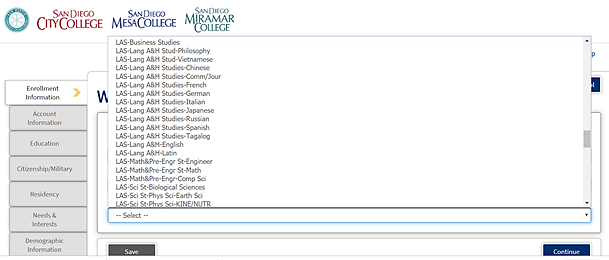 SAN DIEGO
CITY COLLEGE
SAN DIEGO
MESA COLLEGE
SAN DIEGO
MIRAMAR
COLLEGE
LAS-Business Studies
LAS-Lang A&H Stud-Philosophy
LAS-Lang A&H Stud-Vietnamese
LAS-Lang A&H Studies-Chinese
LAS-Lang A&H Studies-Comm/Jour
LAS-Lang A&H Studies-French
LAS-Lang A&H Studies-German
LAS-Lang A&H Studies-Italian
LAS-Lang A&H Studies-Japanese
LAS-Lang A&H Studies-Russian
LAS-Lang A&H Studies-Spanish
LAS-Lang A&H Studies-Tagalog
LAS-Lang A&H-English
LAS-Lang A&H-Latin
LAS-Math&Pre-Engr St-Engineer
LAS-Math&Pre-Engr St-Math
LAS-Math&Pre-Engr-Comp Sci
LAS-Sci St-Biological Sciences
LAS-Sci St-Phys Sci-Earth Sci
LAS-Sci St-Phys Sci-KINE/NUTR
-- Select --
Enrollment
Information
Account
Information
Education
Citizenship/Military
Residency
Needs &
Interests
Demographic
Information
W
p
Save
Continue